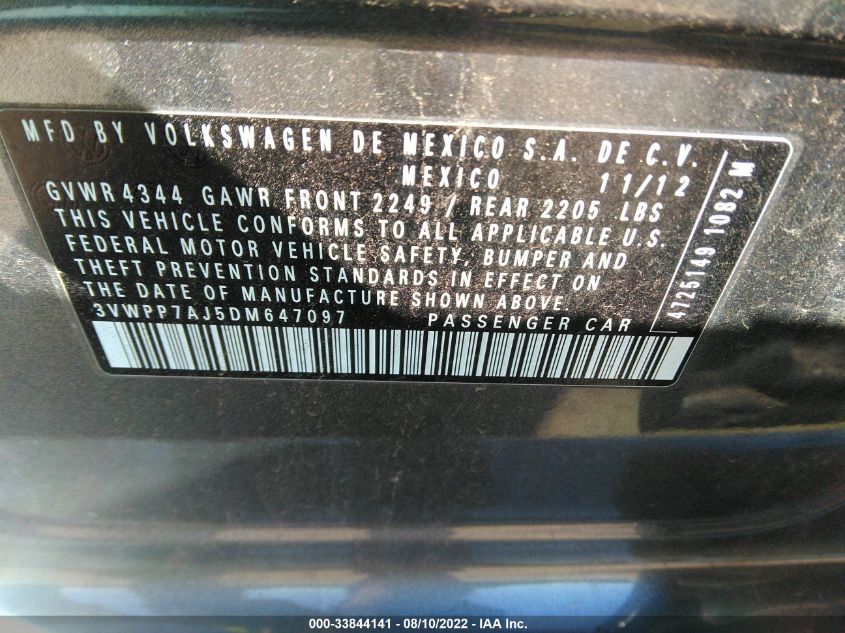 MFD BY VOLKSWAGEN DE MEXICO S.A. DE C.V.
MEXICO 11/12
GVWR 4344 GAWR FRONT 2249 / REAR 2205 LBS
THIS VEHICLE CONFORMS TO ALL APPLICABLE U.S.
FEDERAL MOTOR VEHICLE SAFETY, BUMPER AND
THEFT PREVENTION STANDARDS IN EFFECT ON
THE DATE OF MANUFACTURE SHOWN ABOVE.
3VWPP7AJ5DM647097 PASSENGER CAR
4725149 1082 M
000-33844141 - 08/10/2022 - IAA Inc.